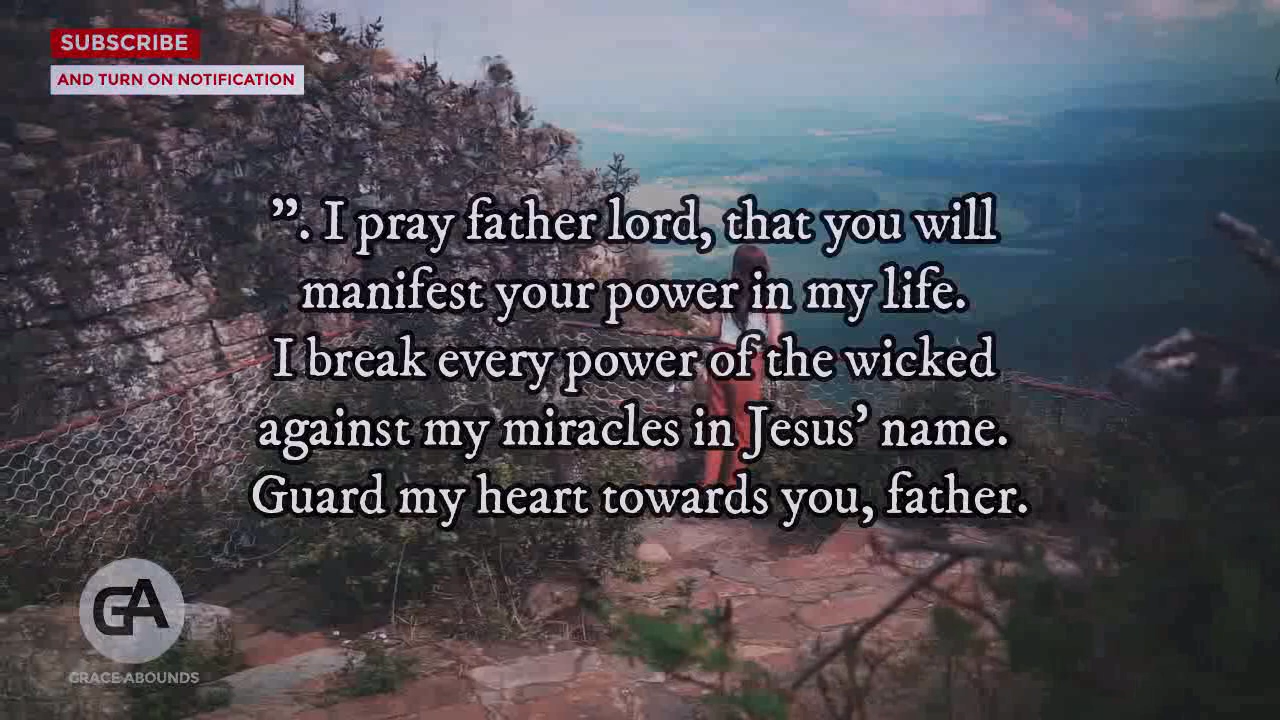 SUBSCRIBE
AND TURN ON NOTIFICATION
”. I pray father lord, that you will
manifest your power in my life.
I break every power of the wicked
against my miracles in Jesus’ name.
Guard my heart towards you, father.
GA
GRACE ABOUNDS